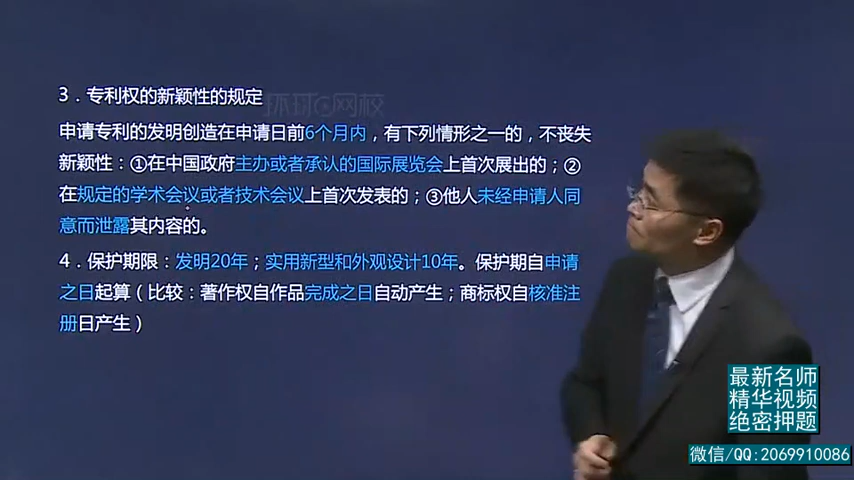 3．专利权的新颖性的规定
环球网校
申请专利的发明创造在申请日前6个月内，有下列情形之一的，不丧失
新颖性：①在中国政府主办或者承认的国际展览会上首次展出的；②
在规定的学术会议或者技术会议上首次发表的；③他人未经申请人同
意而泄露其内容的。
4．保护期限：发明20年；实用新型和外观设计10年。保护期自申请
之日起算（比较：著作权自作品完成之日自动产生；商标权自核准注
册日产生）
最新名师
精华视频
绝密押题
微信/QQ:2069910086